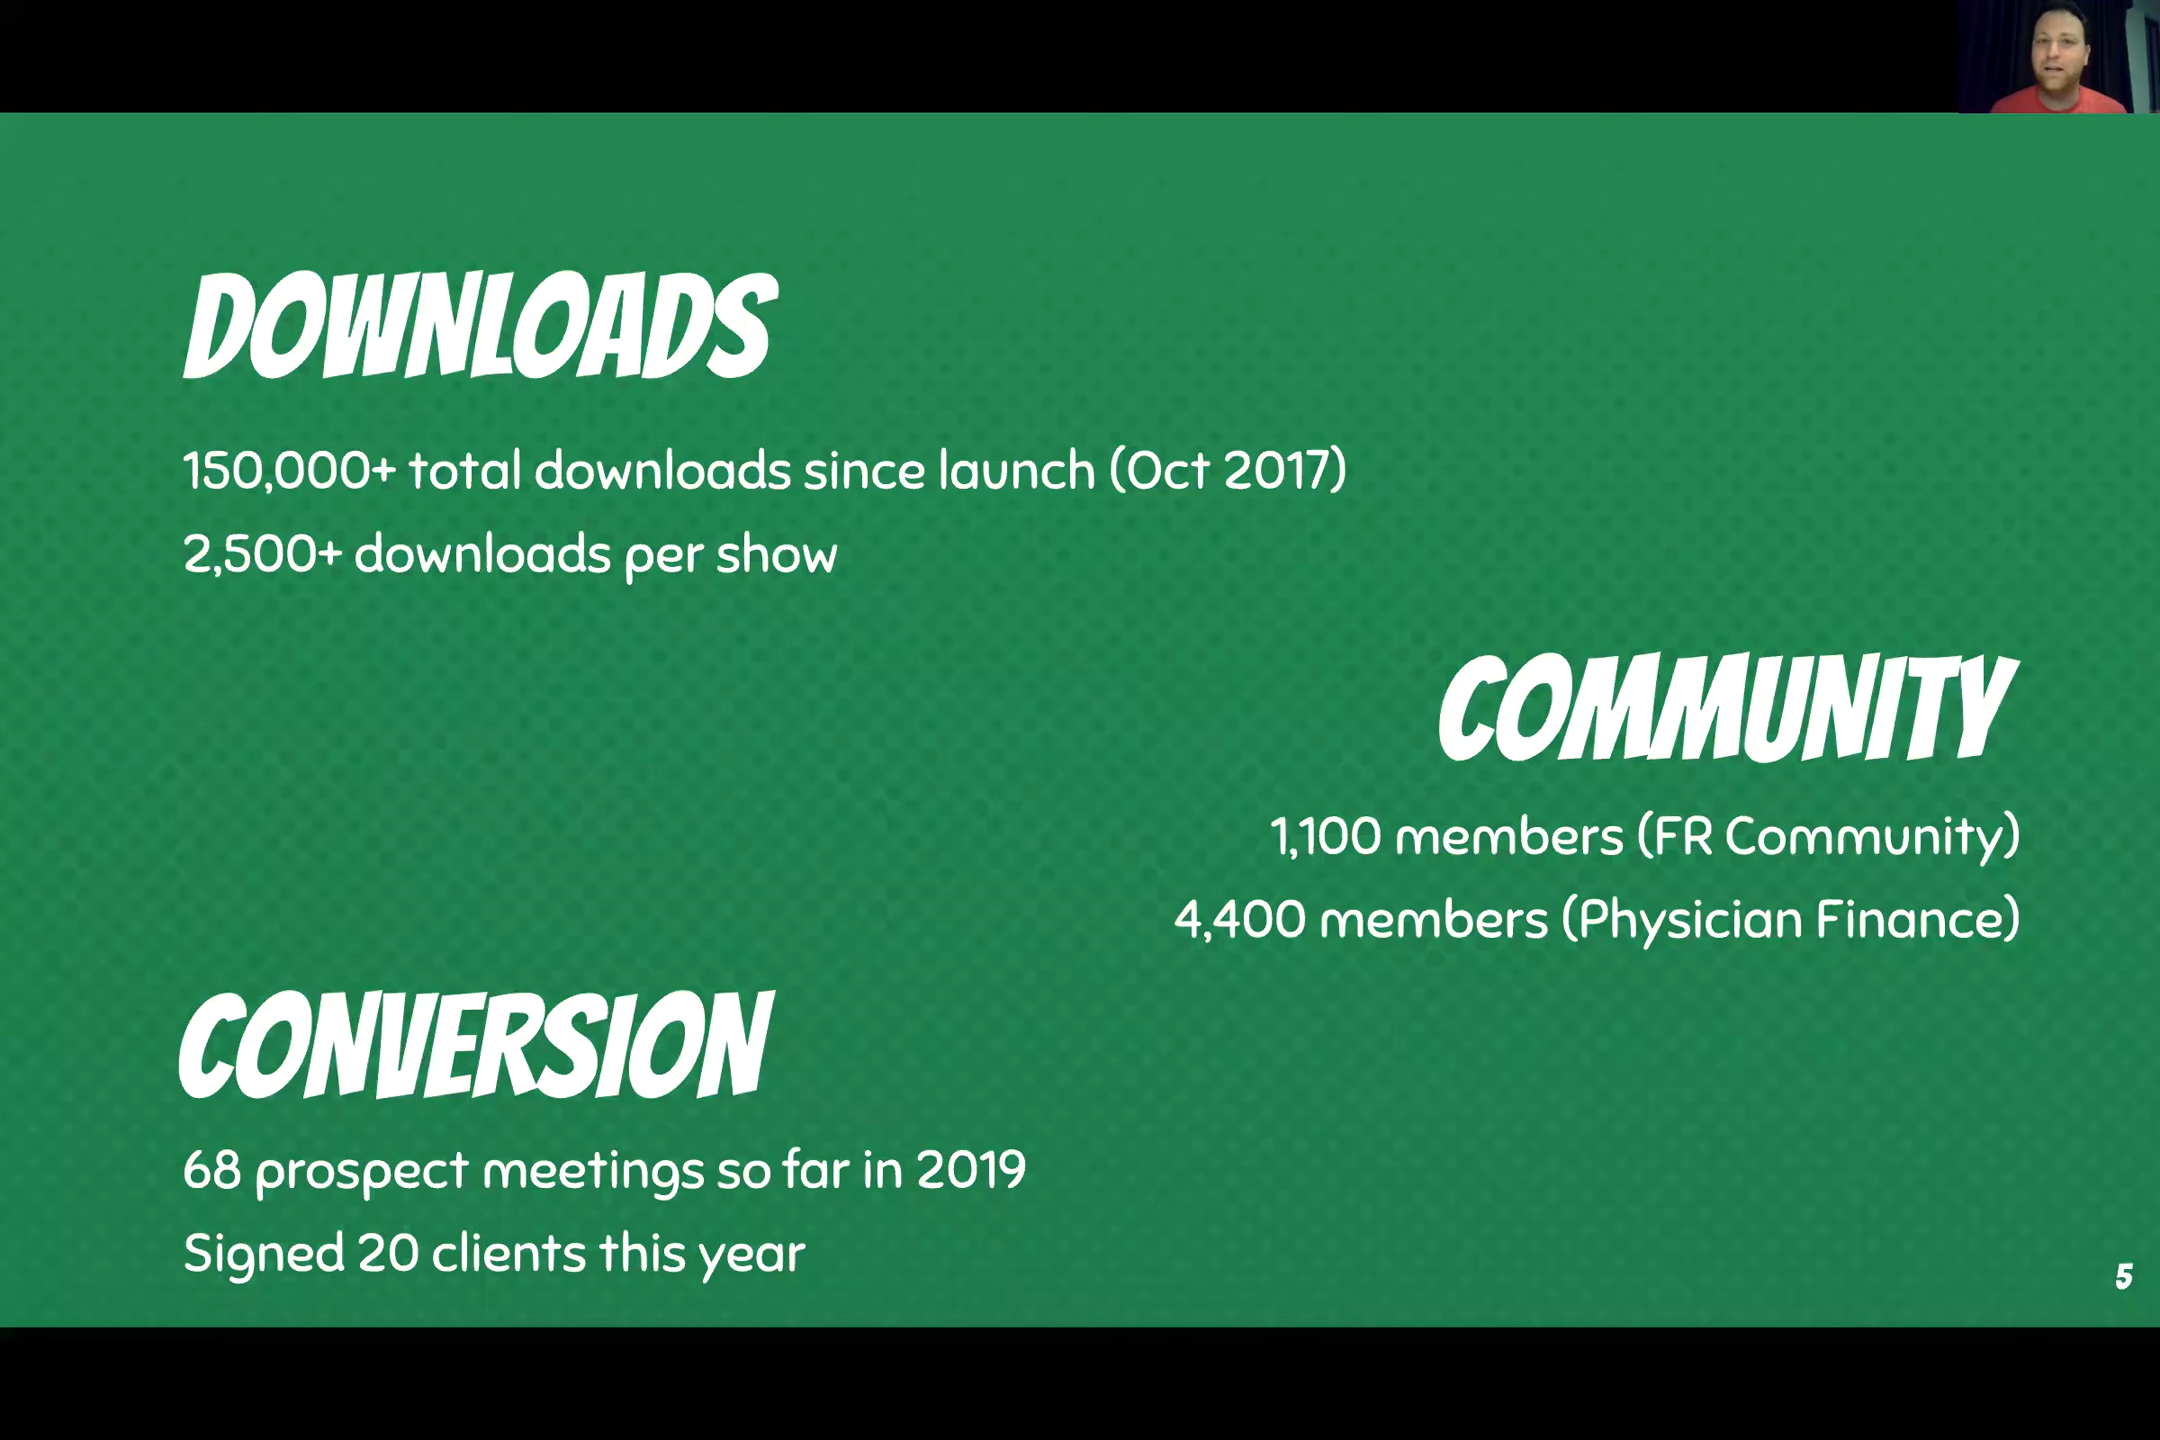 DOWNLOADS
150,000+ total downloads since launch (Oct 2017)
2,500+ downloads per show
COMMUNITY
1,100 members (FR Community)
4,400 members (Physician Finance)
CONVERSION
68 prospect meetings so far in 2019
Signed 20 clients this year
5